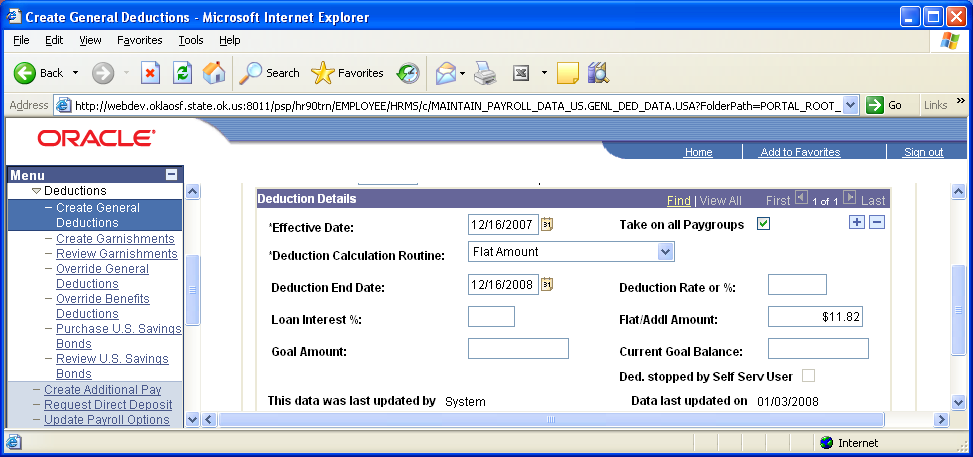 Create General Deductions - Microsoft Internet Explorer
File Edit View Favorites Tools Help
Back Search Favorites
Address http://webdev.oklaosf.state.ok.us:8011/psp/hr90trn/EMPLOYEE/HRMS/c/MAINTAIN_PAYROLL_DATA_US.GENL_DED_DATA.USA?FolderPath=PORTAL_ROOT_ Go Links »
ORACLE®
Home Add to Favorites Sign out
Menu
Deductions
– Create General
Deductions
– Create Garnishments
– Review Garnishments
– Override General
Deductions
– Override Benefits
Deductions
– Purchase U.S. Savings
Bonds
– Review U.S. Savings
Bonds
– Create Additional Pay
– Request Direct Deposit
– Update Payroll Options
Deduction Details Find | View All First 1 of 1 Last
*Effective Date: 12/16/2007 31 Take on all Paygroups
*Deduction Calculation Routine: Flat Amount
Deduction End Date: 12/16/2008 31 Deduction Rate or %:
Loan Interest %: Flat/Addl Amount: $11.82
Goal Amount: Current Goal Balance:
Ded. stopped by Self Serv User
This data was last updated by System Data last updated on 01/03/2008
Internet